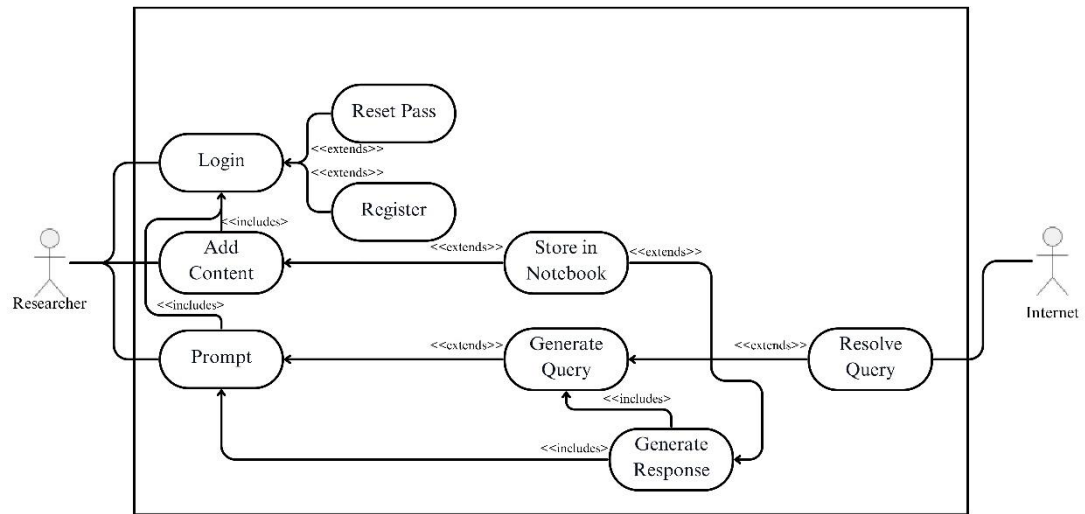 Reset Pass
<<extends>>
Login
<<extends>>
Register
<<includes>
Add
Content
<<extends>>
Store in
Notebook
<<extends>>
Researcher
Internet
<<includes>
Prompt
<<extends>>
Generate
Query
<<extends>>
Resolve
Query
<<includes>
<<includes>
Generate
Response